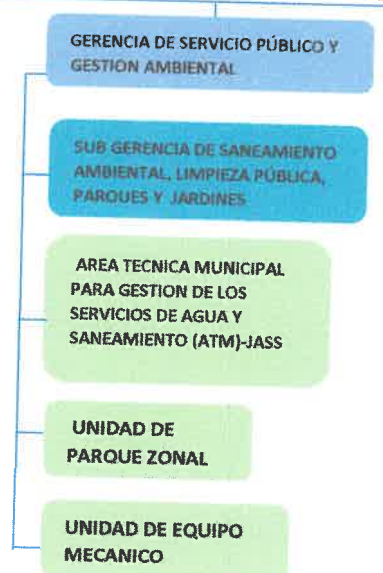 GERENCIA DE SERVICIO PÚBLICO Y
GESTION AMBIENTAL
SUB GERENCIA DE SANEAMIENTO
AMBIENTAL, LIMPIEZA PÚBLICA,
PARQUES Y JARDINES
AREA TECNICA MUNICIPAL
PARA GESTION DE LOS
SERVICIOS DE AGUA Y
SANEAMIENTO (ATM)-JASS
UNIDAD DE
PARQUE ZONAL
UNIDAD DE EQUIPO
MECANICO